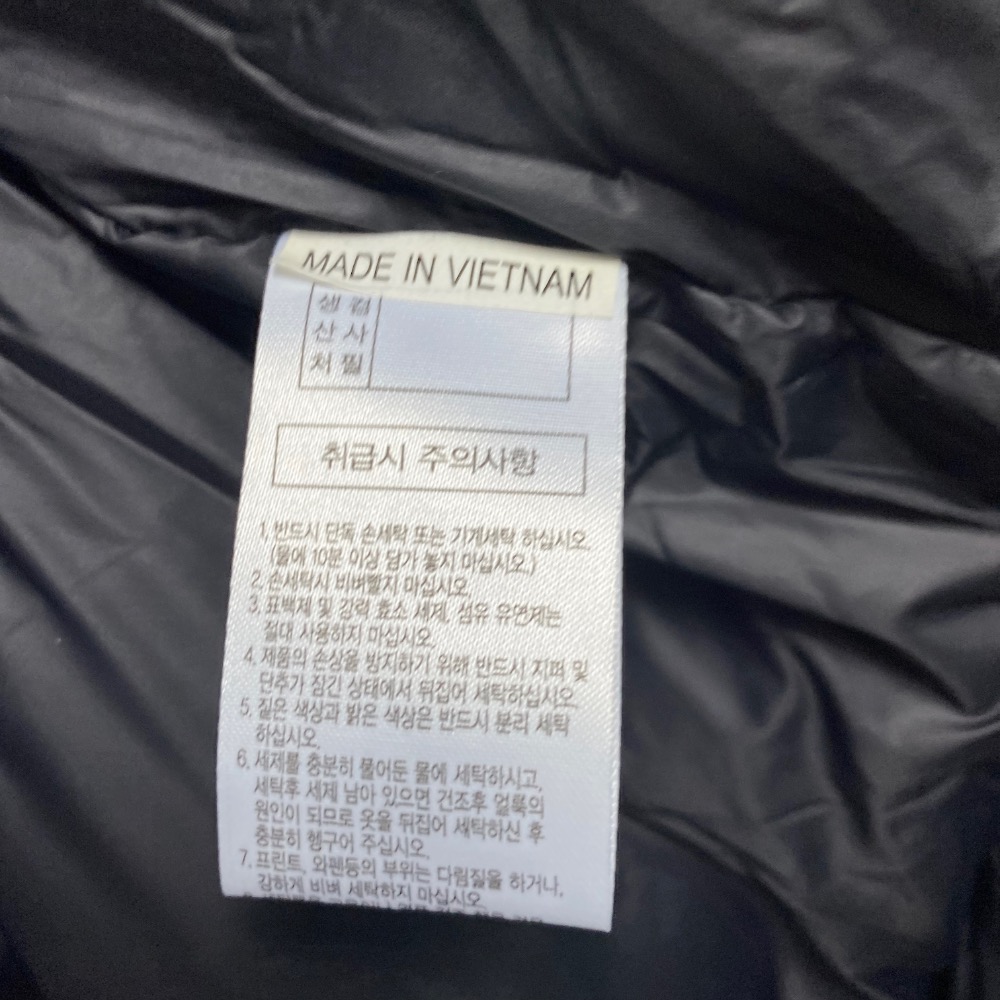 MADE IN VIETNAM
생 검
산 사
처 필
취급시 주의사항
1. 반드시 단독 손세탁 또는 기계세탁 하십시오.
(물에 10분 이상 담가 놓지 마십시오.)
2. 손세탁시 비벼빨지 마십시오.
3. 표백제 및 강력 효소 세제, 섬유 유연제는
절대 사용하지 마십시오.
4. 제품의 손상을 방지하기 위해 반드시 지퍼 및
단추가 잠긴 상태에서 뒤집어 세탁하십시오.
5. 짙은 색상과 밝은 색상은 반드시 분리 세탁
하십시오.
6. 세제를 충분히 풀어둔 물에 세탁하시고,
세탁후 세제 남아 있으면 건조후 얼룩의
원인이 되므로 옷을 뒤집어 세탁하신 후
충분히 헹구어 주십시오.
7. 프린트, 와펜등의 부위는 다림질을 하거나,
강하게 비벼 세탁하지 마십시오.